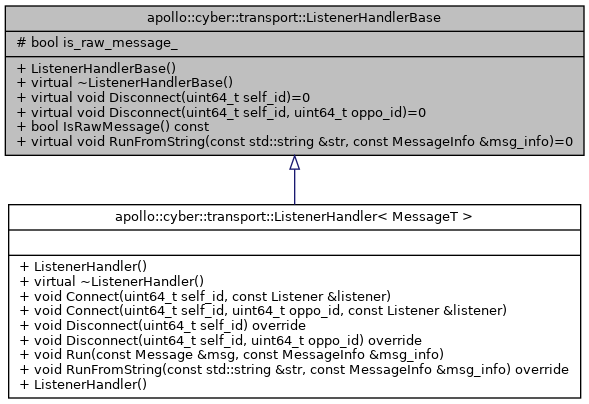 apollo::cyber::transport::ListenerHandlerBase
# bool is_raw_message_
+ ListenerHandlerBase()
+ virtual ~ListenerHandlerBase()
+ virtual void Disconnect(uint64_t self_id)=0
+ virtual void Disconnect(uint64_t self_id, uint64_t oppo_id)=0
+ bool IsRawMessage() const
+ virtual void RunFromString(const std::string &str, const MessageInfo &msg_info)=0
apollo::cyber::transport::ListenerHandler< MessageT >
+ ListenerHandler()
+ virtual ~ListenerHandler()
+ void Connect(uint64_t self_id, const Listener &listener)
+ void Connect(uint64_t self_id, uint64_t oppo_id, const Listener &listener)
+ void Disconnect(uint64_t self_id) override
+ void Disconnect(uint64_t self_id, uint64_t oppo_id) override
+ void Run(const Message &msg, const MessageInfo &msg_info)
+ void RunFromString(const std::string &str, const MessageInfo &msg_info) override
+ ListenerHandler()